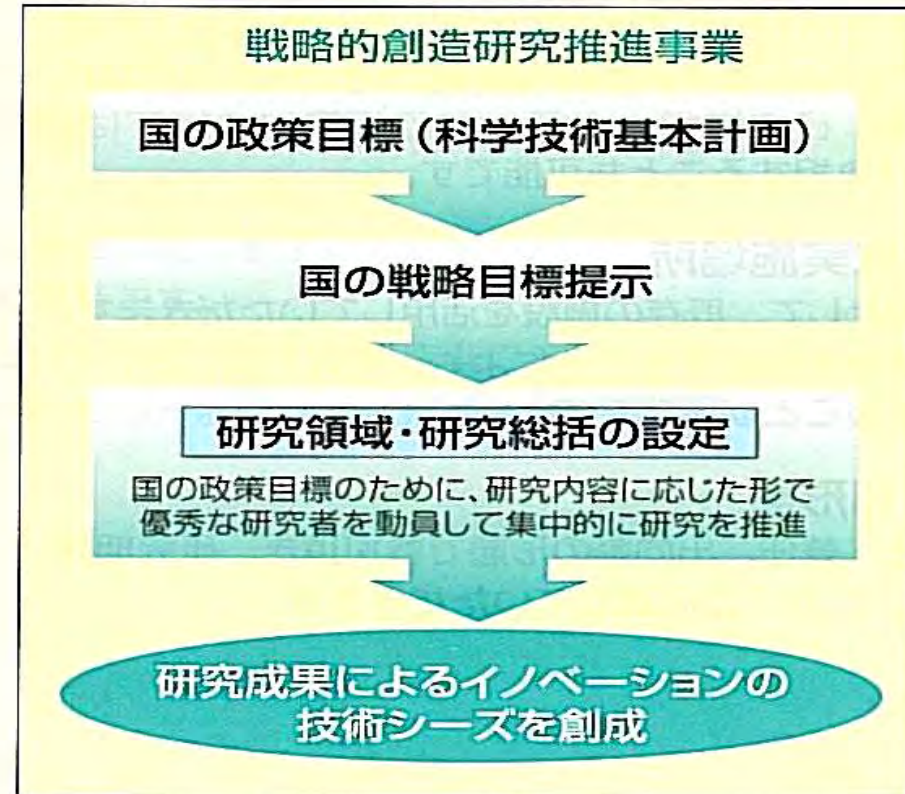 戦略的創造研究推進事業
国の政策目標（科学技術基本計画）
国の戦略目標提示
研究領域・研究総括の設定
国の政策目標のために、研究内容に応じた形で
優秀な研究者を動員して集中的に研究を推進
研究成果によるイノベーションの
技術シーズを創成